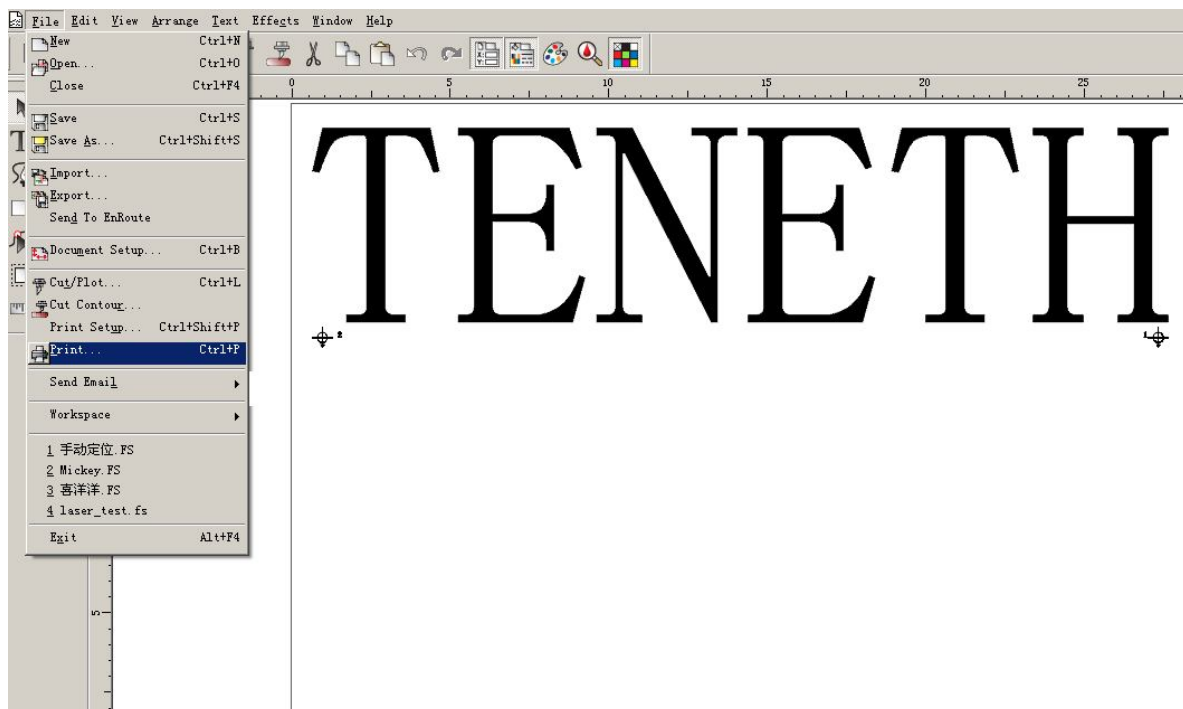 File Edit View Arrange Text Effects Window Help
New Ctrl+N
Open... Ctrl+O
Close Ctrl+F4
Save Ctrl+S
Save As... Ctrl+Shift+S
Import...
Export...
Send To EnRoute
Document Setup... Ctrl+B
Cut/Plot... Ctrl+L
Cut Contour...
Print Setup... Ctrl+Shift+P
Print... Ctrl+P
Send Email
Workspace
1 手动定位.FS
2 Mickey.FS
3 喜洋洋.FS
4 laser_test.fs
Exit Alt+F4
0 5 10 15 20 25
TENETH
2 1
5